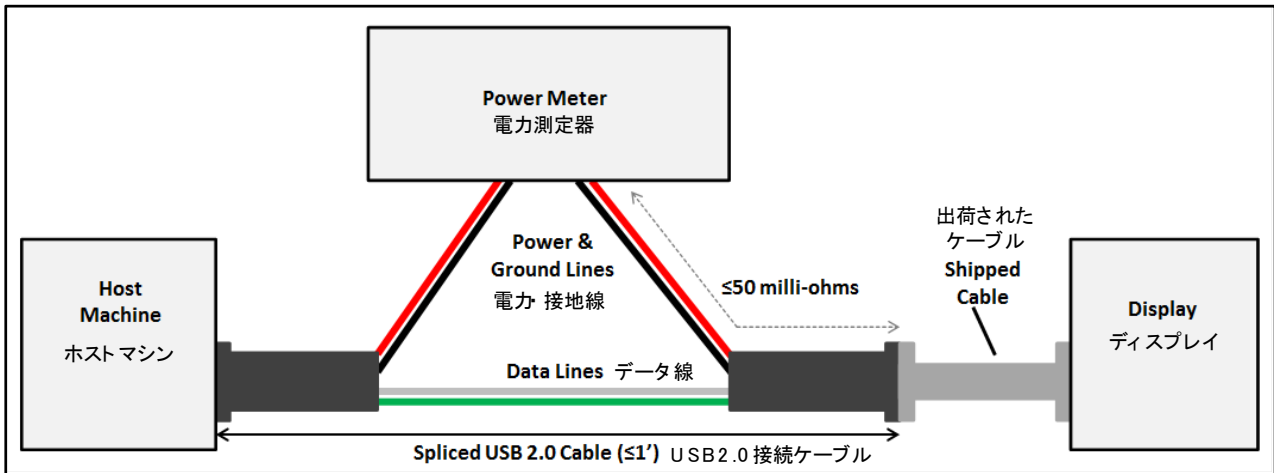 Power Meter
電力測定器
Host
Machine
ホストマシン
Power &
Ground Lines
電力・接地線
≤50 milli-ohms
出荷された
ケーブル
Shipped
Cable
Display
ディスプレイ
Data Lines データ線
Spliced USB 2.0 Cable (≤1') USB2.0接続ケーブル